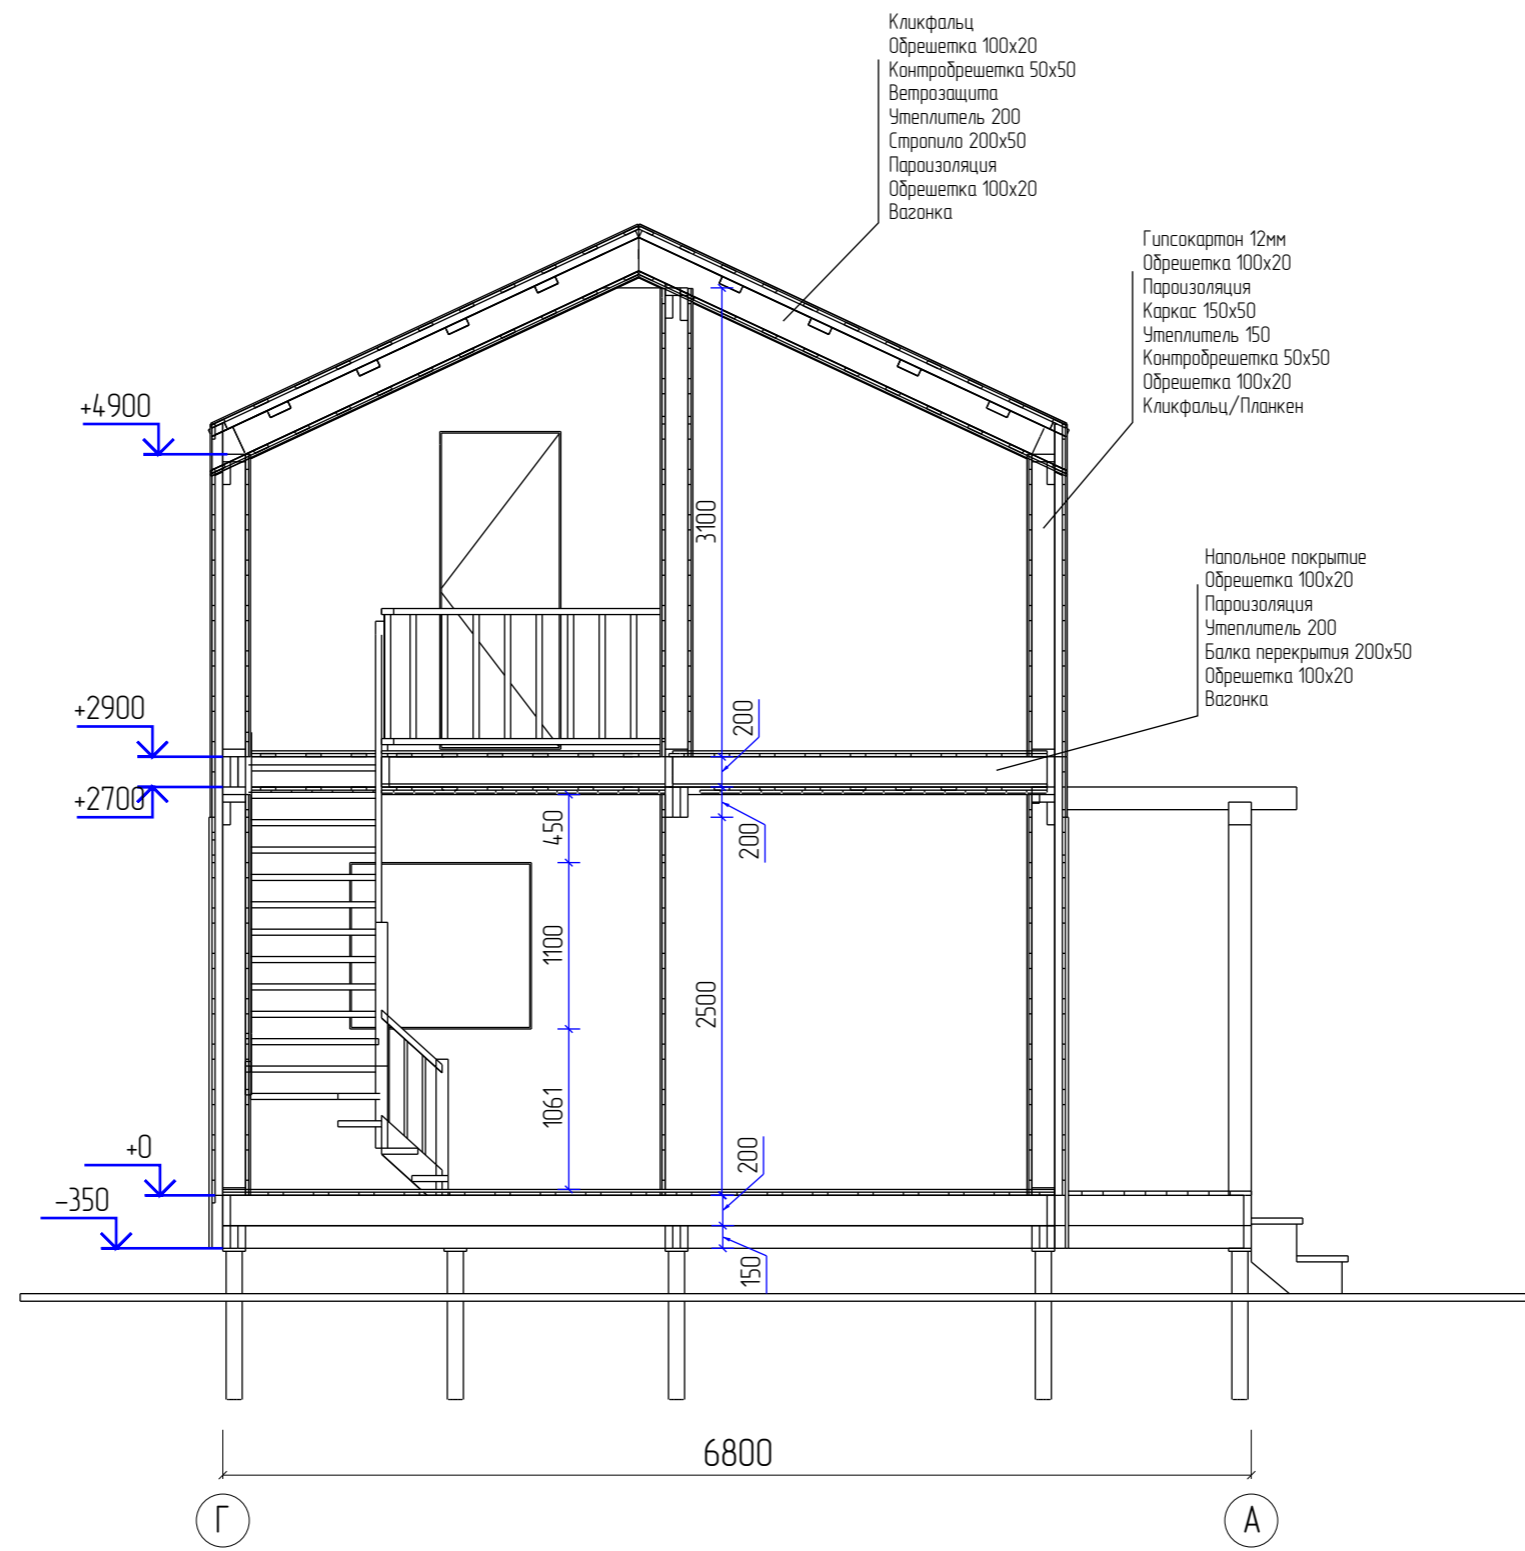 Кликфальц
Обрешетка 100х20
Контробрешетка 50х50
Ветрозащита
Утеплитель 200
Стропило 200х50
Пароизоляция
Обрешетка 100х20
Вагонка
Гипсокартон 12мм
Обрешетка 100х20
Пароизоляция
Каркас 150х50
Утеплитель 150
Контробрешетка 50х50
Обрешетка 100х20
Кликфальц/Планкен
+4900
3100
Напольное покрытие
Обрешетка 100х20
Пароизоляция
Утеплитель 200
Балка перекрытия 200х50
Обрешетка 100х20
Вагонка
+2900
200
+2700
450
200
1100
2500
1061
+0
200
-350
150
6800
Г
А